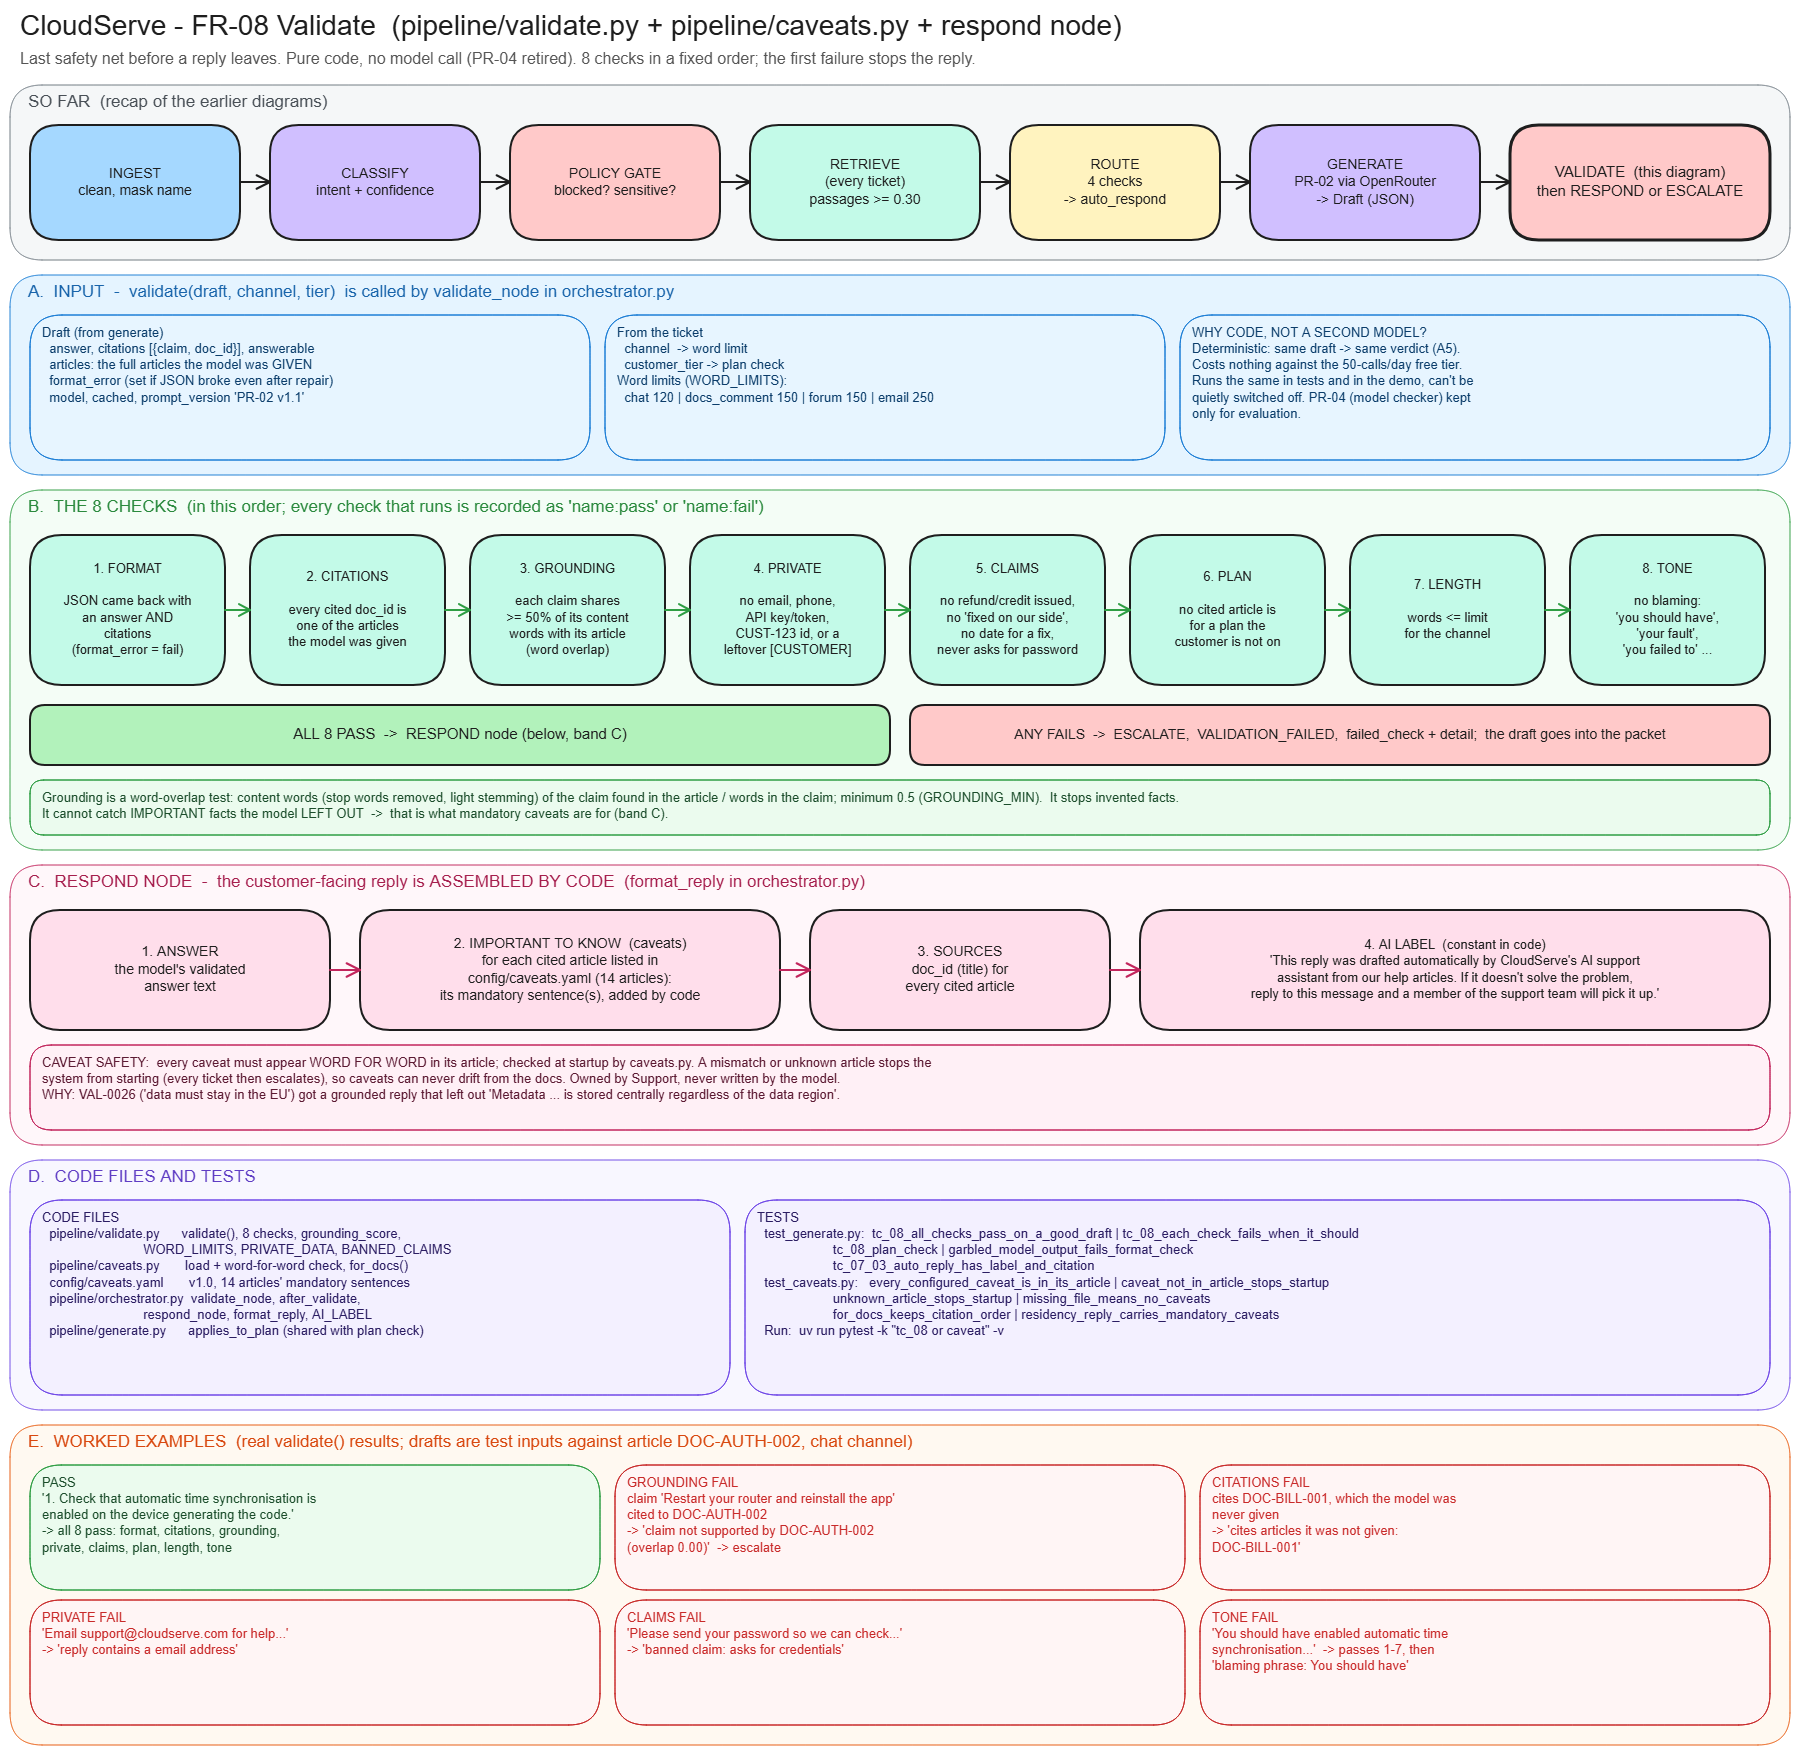 CloudServe - FR-08 Validate  (pipeline/validate.py + pipeline/caveats.py + respond node)
Last safety net before a reply leaves. Pure code, no model call (PR-04 retired). 8 checks in a fixed order; the first failure stops the reply.
SO FAR  (recap of the earlier diagrams)
INGEST
clean, mask name
CLASSIFY
intent + confidence
POLICY GATE
blocked? sensitive?
RETRIEVE
(every ticket)
passages >= 0.30
ROUTE
4 checks
-> auto_respond
GENERATE
PR-02 via OpenRouter
-> Draft (JSON)
VALIDATE  (this diagram)
then RESPOND or ESCALATE
A.  INPUT  -  validate(draft, channel, tier)  is called by validate_node in orchestrator.py
Draft (from generate)
answer, citations [{claim, doc_id}], answerable
articles: the full articles the model was GIVEN
format_error (set if JSON broke even after repair)
model, cached, prompt_version 'PR-02 v1.1'
From the ticket
channel  -> word limit
customer_tier -> plan check
Word limits (WORD_LIMITS):
chat 120 | docs_comment 150 | forum 150 | email 250
WHY CODE, NOT A SECOND MODEL?
Deterministic: same draft -> same verdict (A5).
Costs nothing against the 50-calls/day free tier.
Runs the same in tests and in the demo, can't be
quietly switched off. PR-04 (model checker) kept
only for evaluation.
B.  THE 8 CHECKS  (in this order; every check that runs is recorded as 'name:pass' or 'name:fail')
1. FORMAT
JSON came back with
an answer AND
citations
(format_error = fail)
2. CITATIONS
every cited doc_id is
one of the articles
the model was given
3. GROUNDING
each claim shares
>= 50% of its content
words with its article
(word overlap)
4. PRIVATE
no email, phone,
API key/token,
CUST-123 id, or a
leftover [CUSTOMER]
5. CLAIMS
no refund/credit issued,
no 'fixed on our side',
no date for a fix,
never asks for password
6. PLAN
no cited article is
for a plan the
customer is not on
7. LENGTH
words <= limit
for the channel
8. TONE
no blaming:
'you should have',
'your fault',
'you failed to' ...
ALL 8 PASS  ->  RESPOND node (below, band C)
ANY FAILS  ->  ESCALATE,  VALIDATION_FAILED,  failed_check + detail;  the draft goes into the packet
Grounding is a word-overlap test: content words (stop words removed, light stemming) of the claim found in the article / words in the claim; minimum 0.5 (GROUNDING_MIN).  It stops invented facts.
It cannot catch IMPORTANT facts the model LEFT OUT  ->  that is what mandatory caveats are for (band C).
C.  RESPOND NODE  -  the customer-facing reply is ASSEMBLED BY CODE  (format_reply in orchestrator.py)
1. ANSWER
the model's validated
answer text
2. IMPORTANT TO KNOW  (caveats)
for each cited article listed in
config/caveats.yaml (14 articles):
its mandatory sentence(s), added by code
3. SOURCES
doc_id (title) for
every cited article
4. AI LABEL  (constant in code)
'This reply was drafted automatically by CloudServe's AI support
assistant from our help articles. If it doesn't solve the problem,
reply to this message and a member of the support team will pick it up.'
CAVEAT SAFETY:  every caveat must appear WORD FOR WORD in its article; checked at startup by caveats.py. A mismatch or unknown article stops the
system from starting (every ticket then escalates), so caveats can never drift from the docs. Owned by Support, never written by the model.
WHY: VAL-0026 ('data must stay in the EU') got a grounded reply that left out 'Metadata ... is stored centrally regardless of the data region'.
D.  CODE FILES AND TESTS
CODE FILES
pipeline/validate.py      validate(), 8 checks, grounding_score,
WORD_LIMITS, PRIVATE_DATA, BANNED_CLAIMS
pipeline/caveats.py       load + word-for-word check, for_docs()
config/caveats.yaml       v1.0, 14 articles' mandatory sentences
pipeline/orchestrator.py  validate_node, after_validate,
respond_node, format_reply, AI_LABEL
pipeline/generate.py      applies_to_plan (shared with plan check)
TESTS
test_generate.py:  tc_08_all_checks_pass_on_a_good_draft | tc_08_each_check_fails_when_it_should
tc_08_plan_check | garbled_model_output_fails_format_check
tc_07_03_auto_reply_has_label_and_citation
test_caveats.py:   every_configured_caveat_is_in_its_article | caveat_not_in_article_stops_startup
unknown_article_stops_startup | missing_file_means_no_caveats
for_docs_keeps_citation_order | residency_reply_carries_mandatory_caveats
Run:  uv run pytest -k "tc_08 or caveat" -v
E.  WORKED EXAMPLES  (real validate() results; drafts are test inputs against article DOC-AUTH-002, chat channel)
PASS
'1. Check that automatic time synchronisation is
enabled on the device generating the code.'
-> all 8 pass: format, citations, grounding,
private, claims, plan, length, tone
GROUNDING FAIL
claim 'Restart your router and reinstall the app'
cited to DOC-AUTH-002
-> 'claim not supported by DOC-AUTH-002
(overlap 0.00)'  -> escalate
CITATIONS FAIL
cites DOC-BILL-001, which the model was
never given
-> 'cites articles it was not given:
DOC-BILL-001'
PRIVATE FAIL
'Email support@cloudserve.com for help...'
-> 'reply contains a email address'
CLAIMS FAIL
'Please send your password so we can check...'
-> 'banned claim: asks for credentials'
TONE FAIL
'You should have enabled automatic time
synchronisation...'  -> passes 1-7, then
'blaming phrase: You should have'